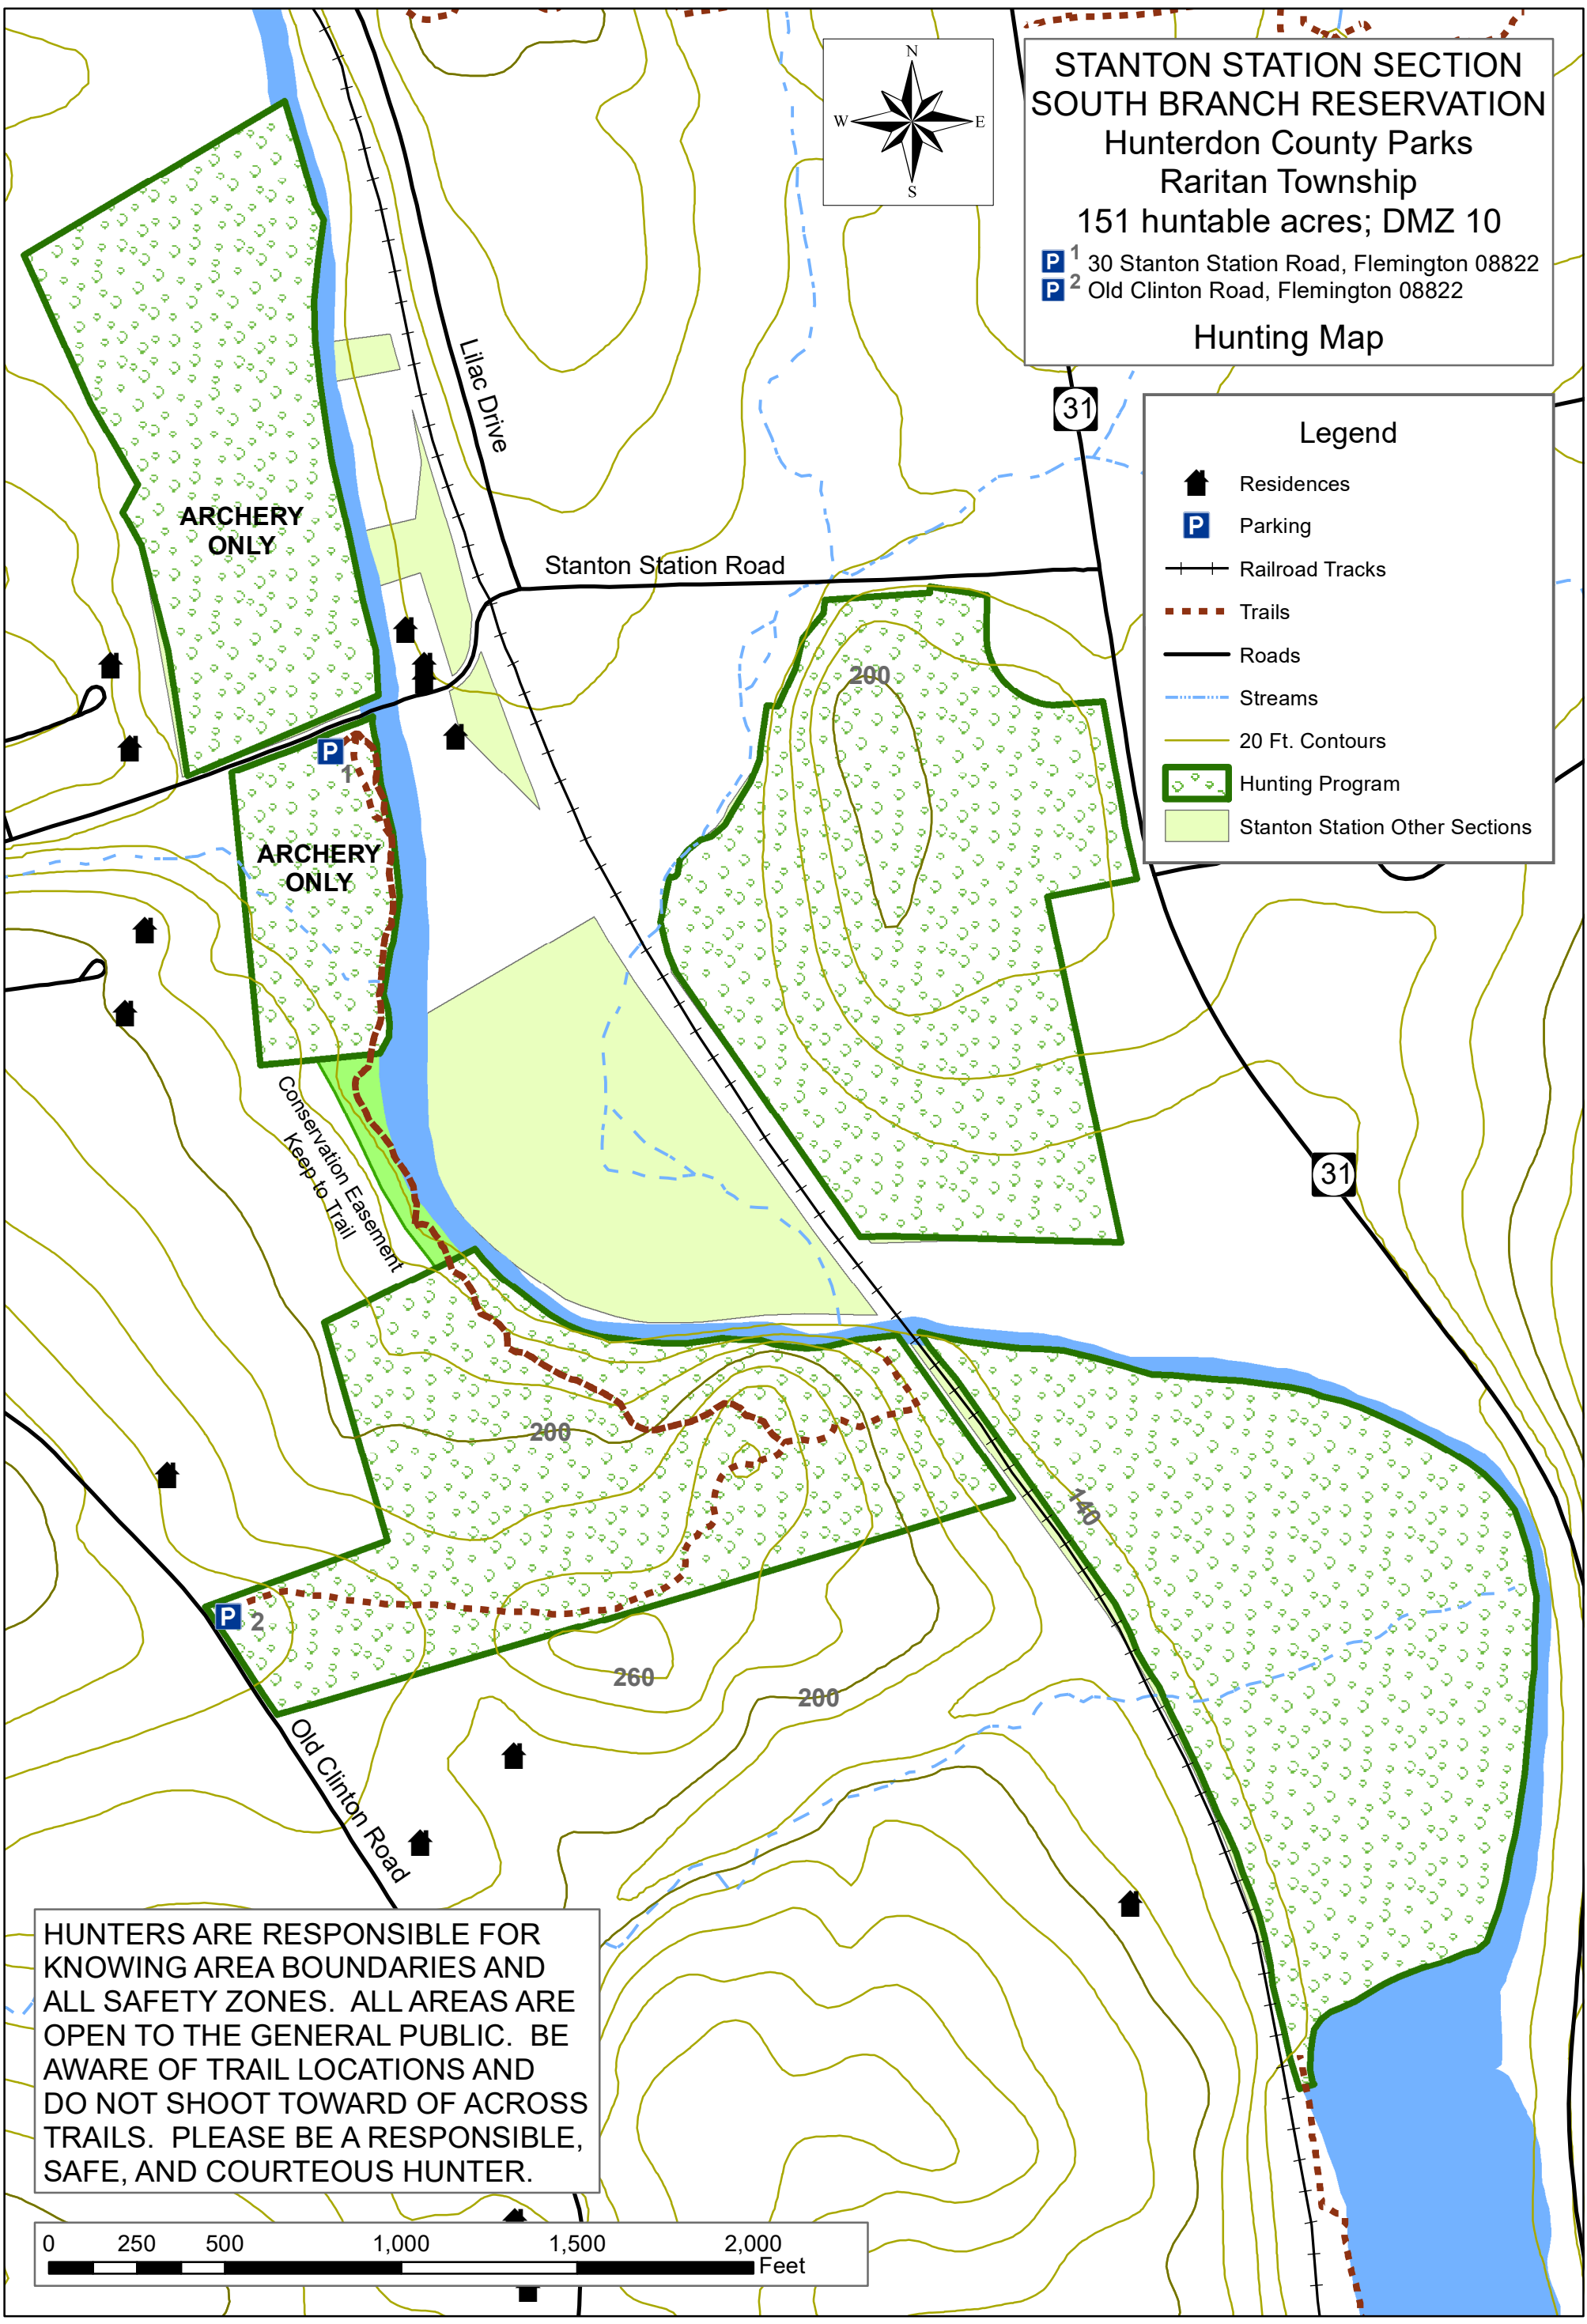 N
W
E
S
STANTON STATION SECTION
SOUTH BRANCH RESERVATION
Hunterdon County Parks
Raritan Township
151 huntable acres; DMZ 10
P 1 30 Stanton Station Road, Flemington 08822
P 2 Old Clinton Road, Flemington 08822
Hunting Map
Lilac Drive
31
Legend
Residences
P Parking
Railroad Tracks
Trails
Roads
Streams
20 Ft. Contours
Hunting Program
Stanton Station Other Sections
ARCHERY
ONLY
Stanton Station Road
200
P
1
ARCHERY
ONLY
Conservation Easement
Keep to Trail
31
200
140
P
2
260
200
Old Clinton Road
HUNTERS ARE RESPONSIBLE FOR
KNOWING AREA BOUNDARIES AND
ALL SAFETY ZONES.  ALL AREAS ARE
OPEN TO THE GENERAL PUBLIC.  BE
AWARE OF TRAIL LOCATIONS AND
DO NOT SHOOT TOWARD OF ACROSS
TRAILS.  PLEASE BE A RESPONSIBLE,
SAFE, AND COURTEOUS HUNTER.
0 250 500 1,000 1,500 2,000
Feet